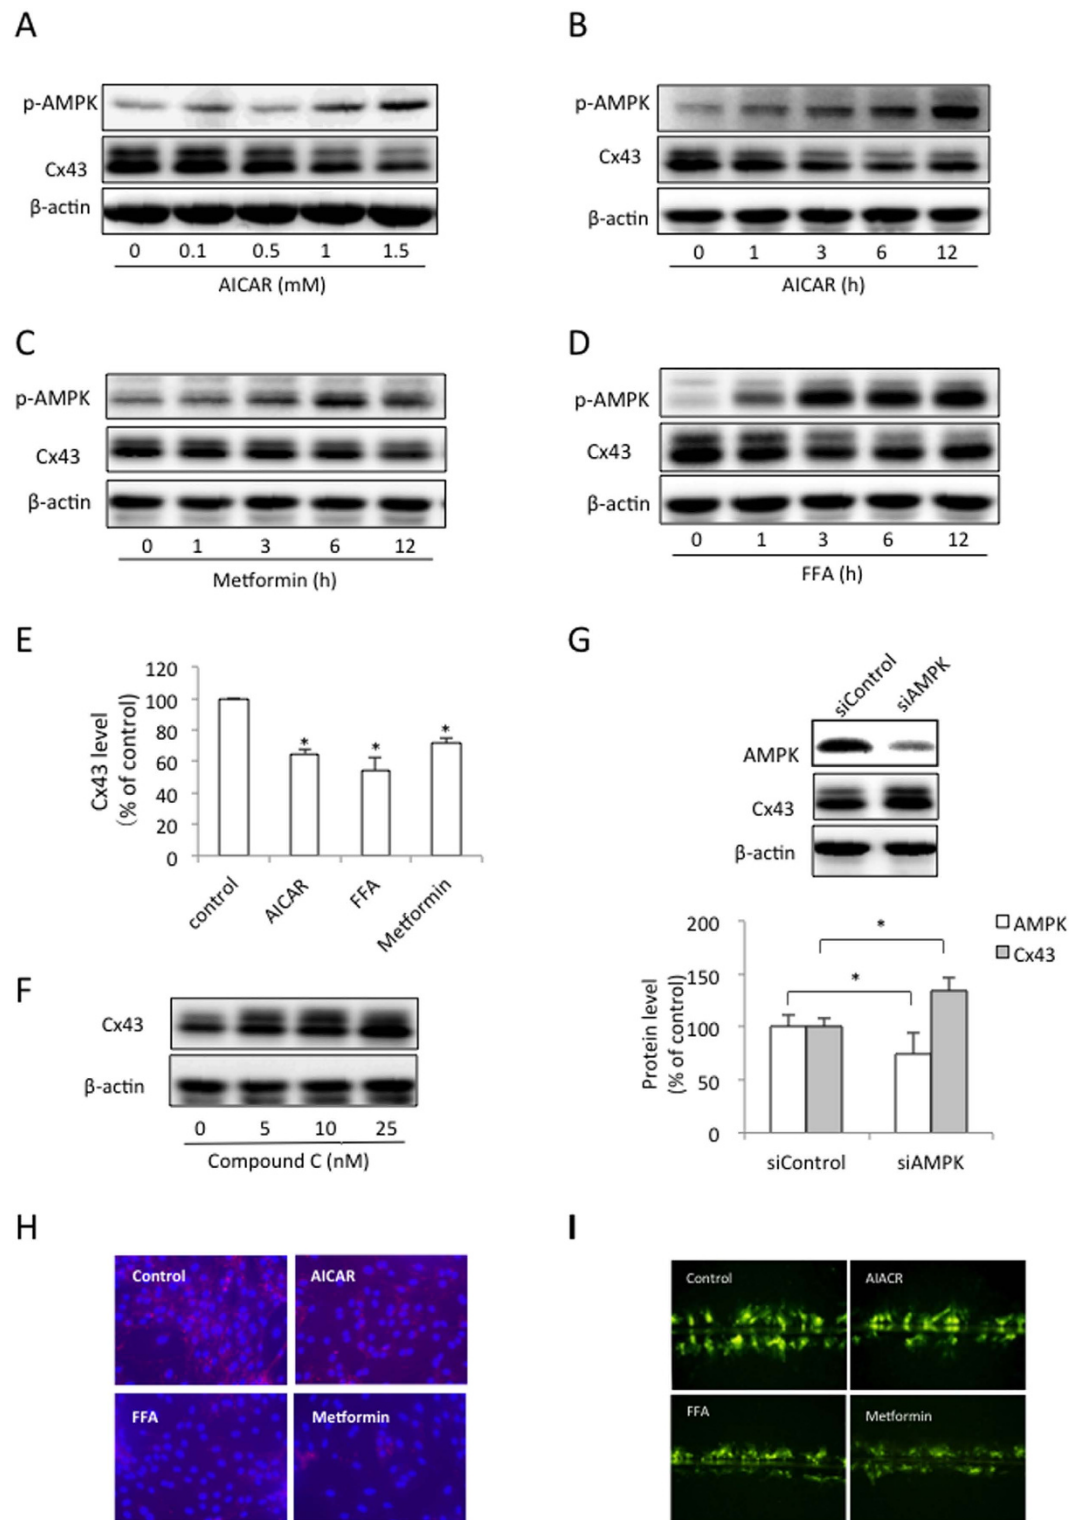 A
p-AMPK
Cx43
β-actin
0 0.1 0.5 1 1.5
AICAR (mM)
B
p-AMPK
Cx43
β-actin
0 1 3 6 12
AICAR (h)
C
p-AMPK
Cx43
β-actin
0 1 3 6 12
Metformin (h)
D
p-AMPK
Cx43
β-actin
0 1 3 6 12
FFA (h)
E
Cx43 level
(% of control)
120
100
80
60
40
20
0
* * *
control AICAR FFA Metformin
F
Cx43
β-actin
0 5 10 25
Compound C (nM)
G
siControl siAMPK
AMPK
Cx43
β-actin
Protein level
(% of control)
200
150
100
50
0
*
*
AMPK
Cx43
siControl siAMPK
H
Control AICAR
FFA Metformin
I
Control AIACR
FFA Metformin